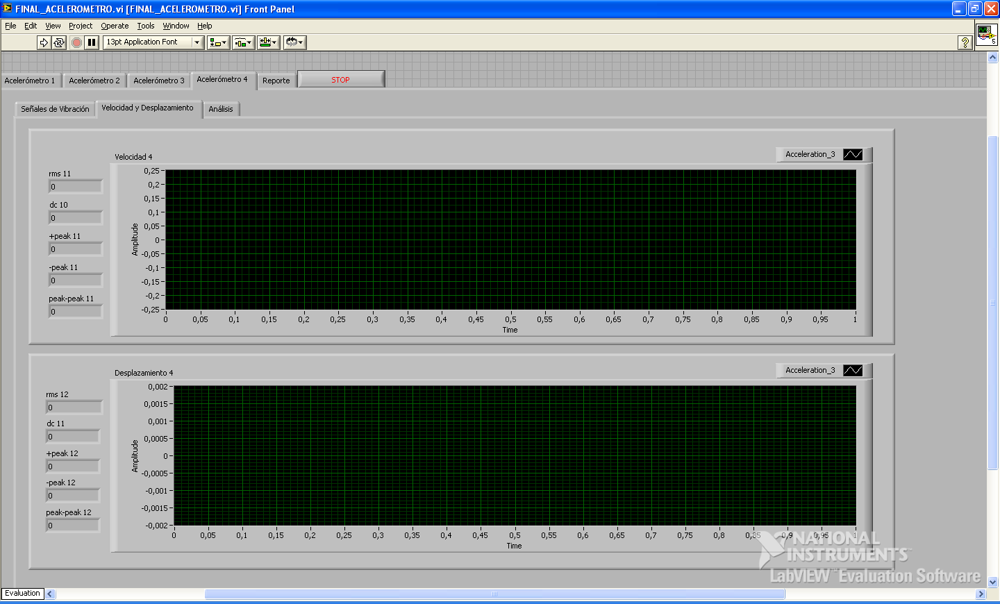 FINAL_ACELEROMETRO.vi [FINAL_ACELEROMETRO.vi] Front Panel
File Edit View Project Operate Tools Window Help
13pt Application Font
?
5
Acelerómetro 1 Acelerómetro 2 Acelerómetro 3 Acelerómetro 4 Reporte STOP
Señales de Vibración Velocidad y Desplazamiento Análisis
Velocidad 4
Acceleration_3
rms 11
0
dc 10
0
+peak 11
0
-peak 11
0
peak-peak 11
0
Amplitude
0,25
0,2
0,15
0,1
0,05
0
-0,05
-0,1
-0,15
-0,2
-0,25
0 0,05 0,1 0,15 0,2 0,25 0,3 0,35 0,4 0,45 0,5 0,55 0,6 0,65 0,7 0,75 0,8 0,85 0,9 0,95 1
Time
Desplazamiento 4
Acceleration_3
rms 12
0
dc 11
0
+peak 12
0
-peak 12
0
peak-peak 12
0
Amplitude
0,002
0,0015
0,001
0,0005
0
-0,0005
-0,001
-0,0015
-0,002
0 0,05 0,1 0,15 0,2 0,25 0,3 0,35 0,4 0,45 0,5 0,55 0,6 0,65 0,7 0,75 0,8 0,85 0,9 0,95 1
Time
NATIONAL
INSTRUMENTS™
LabVIEW™ Evaluation Software
Evaluation